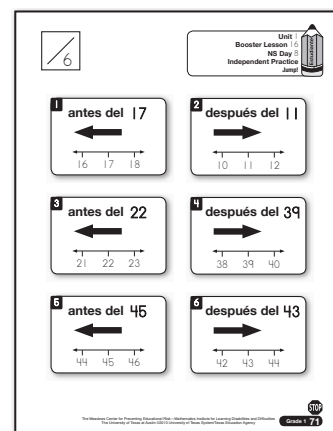 /6
Unit 1
Booster Lesson 16
NS Day 8
Independent Practice
Jump!
Estudiante
1 antes del 17
16 17 18
2 después del 11
10 11 12
3 antes del 22
21 22 23
4 después del 39
38 39 40
5 antes del 45
44 45 46
6 después del 43
42 43 44
STOP
The Meadows Center for Preventing Educational Risk—Mathematics Institute for Learning Disabilities and Difficulties
The University of Texas at Austin ©2010 University of Texas System/Texas Education Agency
Grade 1 71